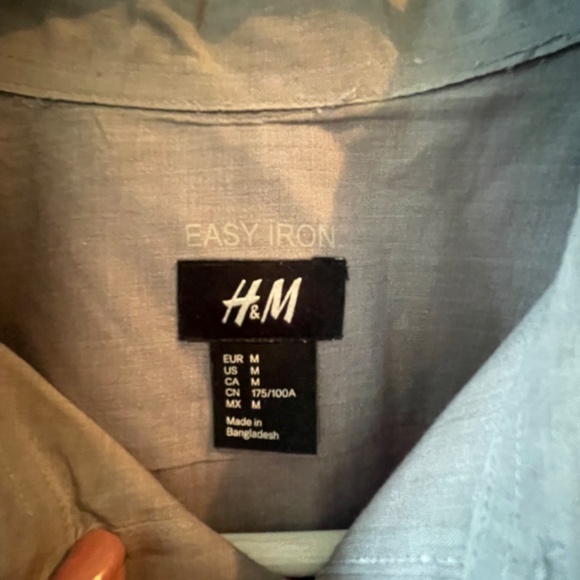 EASY IRON
H&M
EUR M
US M
CA M
CN 175/100A
MX M
Made in
Bangladesh